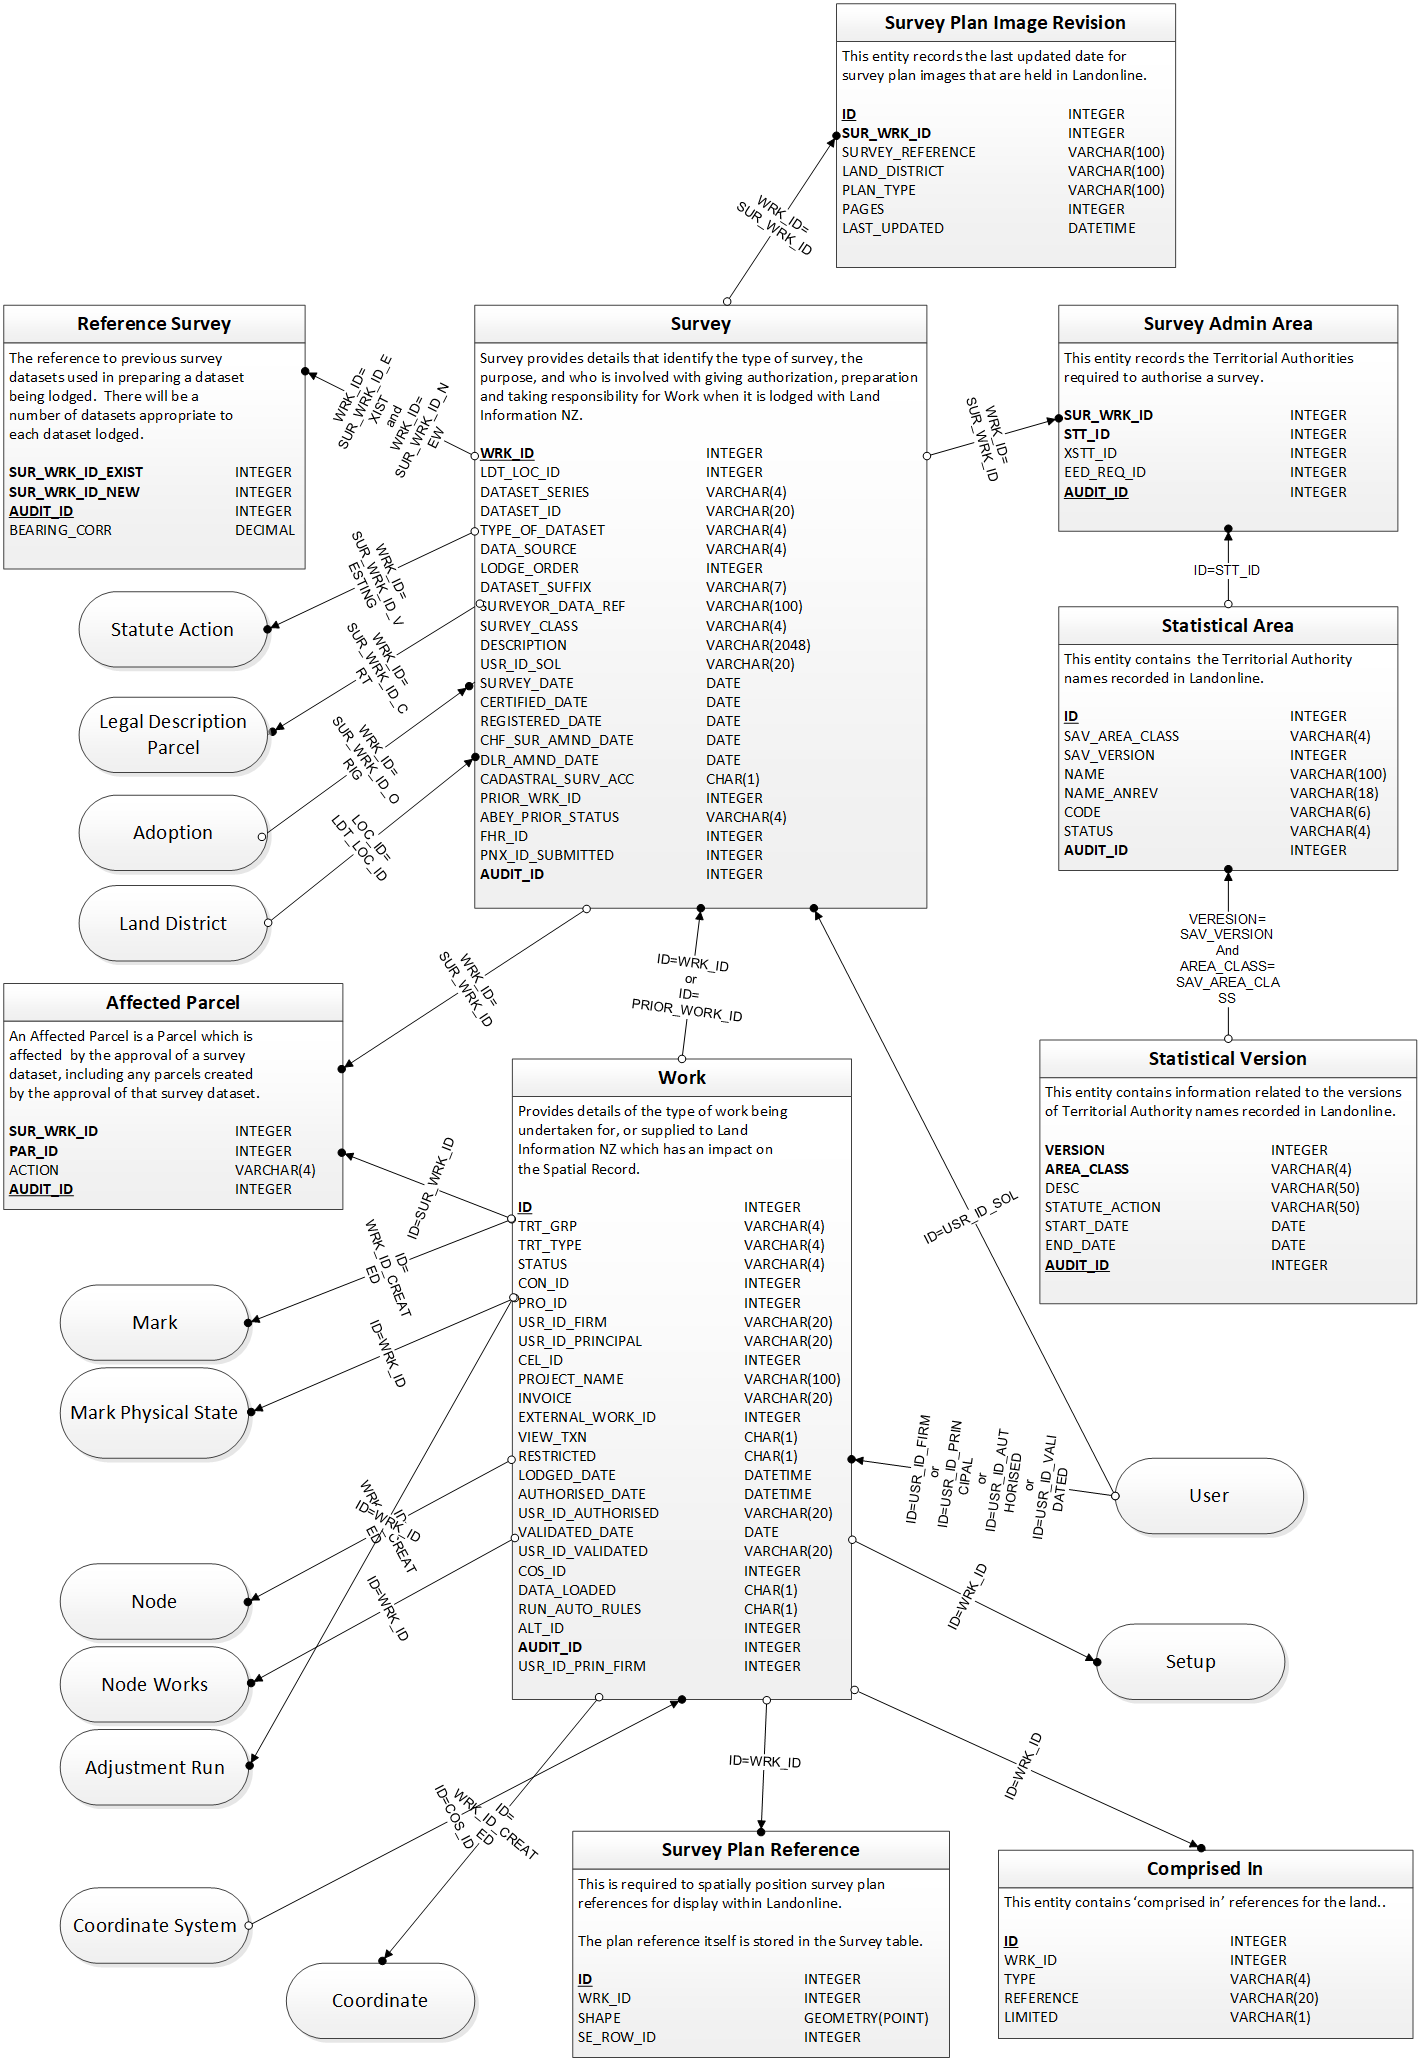 Survey Plan Image Revision
This entity records the last updated date for
survey plan images that are held in Landonline.
ID INTEGER
SUR_WRK_ID INTEGER
SURVEY_REFERENCE VARCHAR(100)
LAND_DISTRICT VARCHAR(100)
PLAN_TYPE VARCHAR(100)
PAGES INTEGER
LAST_UPDATED DATETIME
WRK_ID=
SUR_WRK_ID
Reference Survey
The reference to previous survey
datasets used in preparing a dataset
being lodged. There will be a
number of datasets appropriate to
each dataset lodged.
SUR_WRK_ID_EXIST INTEGER
SUR_WRK_ID_NEW INTEGER
AUDIT_ID INTEGER
BEARING_CORR DECIMAL
WRK_ID=
SUR_WRK_ID_E
XIST
and
WRK_ID=
SUR_WRK_ID_N
EW
Survey
Survey provides details that identify the type of survey, the
purpose, and who is involved with giving authorization, preparation
and taking responsibility for Work when it is lodged with Land
Information NZ.
WRK_ID INTEGER
LDT_LOC_ID INTEGER
DATASET_SERIES VARCHAR(4)
DATASET_ID VARCHAR(20)
TYPE_OF_DATASET VARCHAR(4)
DATA_SOURCE VARCHAR(4)
LODGE_ORDER INTEGER
DATASET_SUFFIX VARCHAR(7)
SURVEYOR_DATA_REF VARCHAR(100)
SURVEY_CLASS VARCHAR(4)
DESCRIPTION VARCHAR(2048)
USR_ID_SOL VARCHAR(20)
SURVEY_DATE DATE
CERTIFIED_DATE DATE
REGISTERED_DATE DATE
CHF_SUR_AMND_DATE DATE
DLR_AMND_DATE DATE
CADASTRAL_SURV_ACC CHAR(1)
PRIOR_WRK_ID INTEGER
ABEY_PRIOR_STATUS VARCHAR(4)
FHR_ID INTEGER
PNX_ID_SUBMITTED INTEGER
AUDIT_ID INTEGER
WRK_ID=
SUR_WRK_ID
Survey Admin Area
This entity records the Territorial Authorities
required to authorise a survey.
SUR_WRK_ID INTEGER
STT_ID INTEGER
XSTT_ID INTEGER
EED_REQ_ID INTEGER
AUDIT_ID INTEGER
ID=STT_ID
Statistical Area
This entity contains the Territorial Authority
names recorded in Landonline.
ID INTEGER
SAV_AREA_CLASS VARCHAR(4)
SAV_VERSION INTEGER
NAME VARCHAR(100)
NAME_ANREV VARCHAR(18)
CODE VARCHAR(6)
STATUS VARCHAR(4)
AUDIT_ID INTEGER
VERESION=
SAV_VERSION
And
AREA_CLASS=
SAV_AREA_CLA
SS
Statistical Version
This entity contains information related to the versions
of Territorial Authority names recorded in Landonline.
VERSION INTEGER
AREA_CLASS VARCHAR(4)
DESC VARCHAR(50)
STATUTE_ACTION VARCHAR(50)
START_DATE DATE
END_DATE DATE
AUDIT_ID INTEGER
WRK_ID=
SUR_WRK_ID_V
ESTING
Statute Action
WRK_ID=
SUR_WRK_ID_C
RT
Legal Description
Parcel
WRK_ID=
SUR_WRK_ID_O
RIG
Adoption
LOC_ID=
LDT_LOC_ID
Land District
WRK_ID=
SUR_WRK_ID
ID=WRK_ID
or
ID=
PRIOR_WORK_ID
Affected Parcel
An Affected Parcel is a Parcel which is
affected by the approval of a survey
dataset, including any parcels created
by the approval of that survey dataset.
SUR_WRK_ID INTEGER
PAR_ID INTEGER
ACTION VARCHAR(4)
AUDIT_ID INTEGER
ID=SUR_WRK_ID
Work
Provides details of the type of work being
undertaken for, or supplied to Land
Information NZ which has an impact on
the Spatial Record.
ID INTEGER
TRT_GRP VARCHAR(4)
TRT_TYPE VARCHAR(4)
STATUS VARCHAR(4)
CON_ID INTEGER
PRO_ID INTEGER
USR_ID_FIRM VARCHAR(20)
USR_ID_PRINCIPAL VARCHAR(20)
CEL_ID INTEGER
PROJECT_NAME VARCHAR(100)
INVOICE VARCHAR(20)
EXTERNAL_WORK_ID INTEGER
VIEW_TXN CHAR(1)
RESTRICTED CHAR(1)
LODGED_DATE DATETIME
AUTHORISED_DATE DATETIME
USR_ID_AUTHORISED VARCHAR(20)
VALIDATED_DATE DATE
USR_ID_VALIDATED VARCHAR(20)
COS_ID INTEGER
DATA_LOADED CHAR(1)
RUN_AUTO_RULES CHAR(1)
ALT_ID INTEGER
AUDIT_ID INTEGER
USR_ID_PRIN_FIRM INTEGER
ID=USR_ID_SOL
ID=
WRK_ID_CREAT
ED
Mark
ID=WRK_ID
Mark Physical State
ID=USR_ID_FIRM
or
ID=USR_ID_PRIN
CIPAL
or
ID=USR_ID_AUT
HORISED
or
ID=USR_ID_VALI
DATED
User
ID=WRK_ID
Node
ID=
WRK_ID_CREAT
ED
ID=WRK_ID
Node Works
Adjustment Run
ID=WRK_ID
Setup
ID=WRK_ID
ID=WRK_ID
ID=COS_ID
Coordinate System
ID=
WRK_ID_CREAT
ED
Coordinate
Survey Plan Reference
This is required to spatially position survey plan
references for display within Landonline.
The plan reference itself is stored in the Survey table.
ID INTEGER
WRK_ID INTEGER
SHAPE GEOMETRY(POINT)
SE_ROW_ID INTEGER
Comprised In
This entity contains ‘comprised in’ references for the land..
ID INTEGER
WRK_ID INTEGER
TYPE VARCHAR(4)
REFERENCE VARCHAR(20)
LIMITED VARCHAR(1)